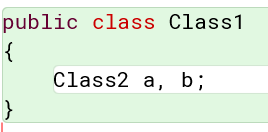 public class Class1
{
    Class2 a, b;
}